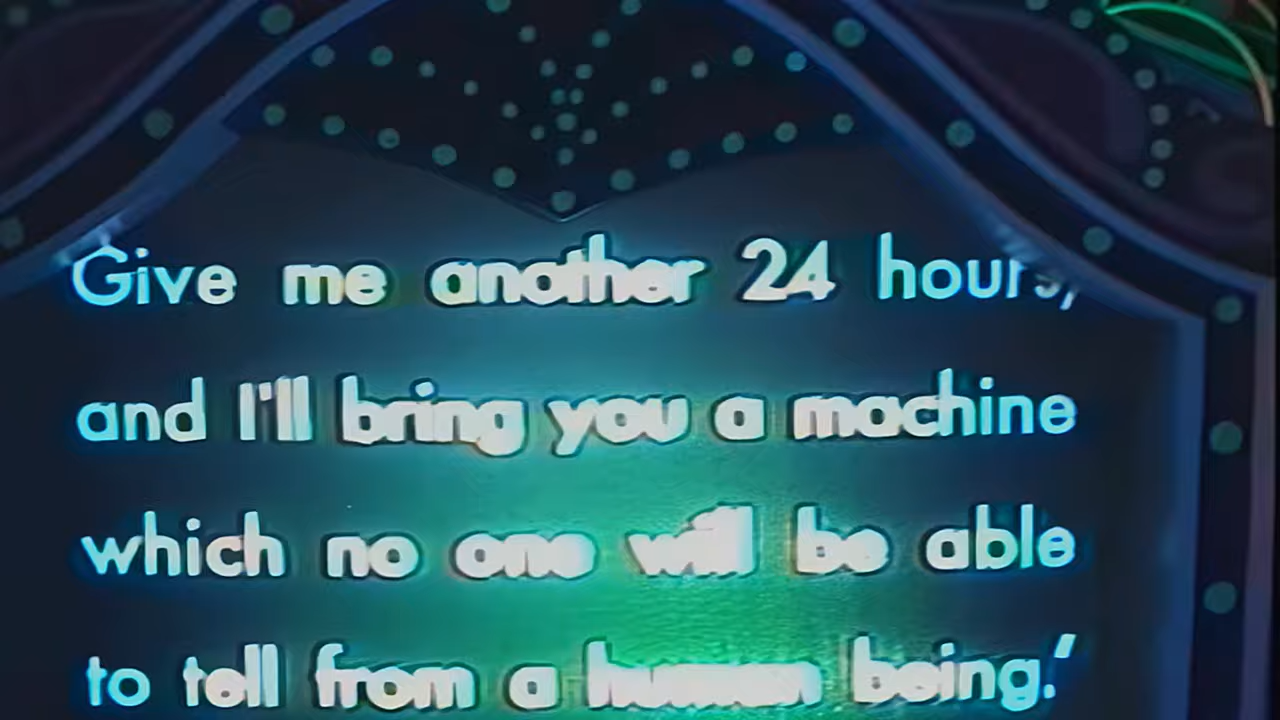 Give me another 24 hours,
and I'll bring you a machine
which no one will be able
to tell from a human being.'